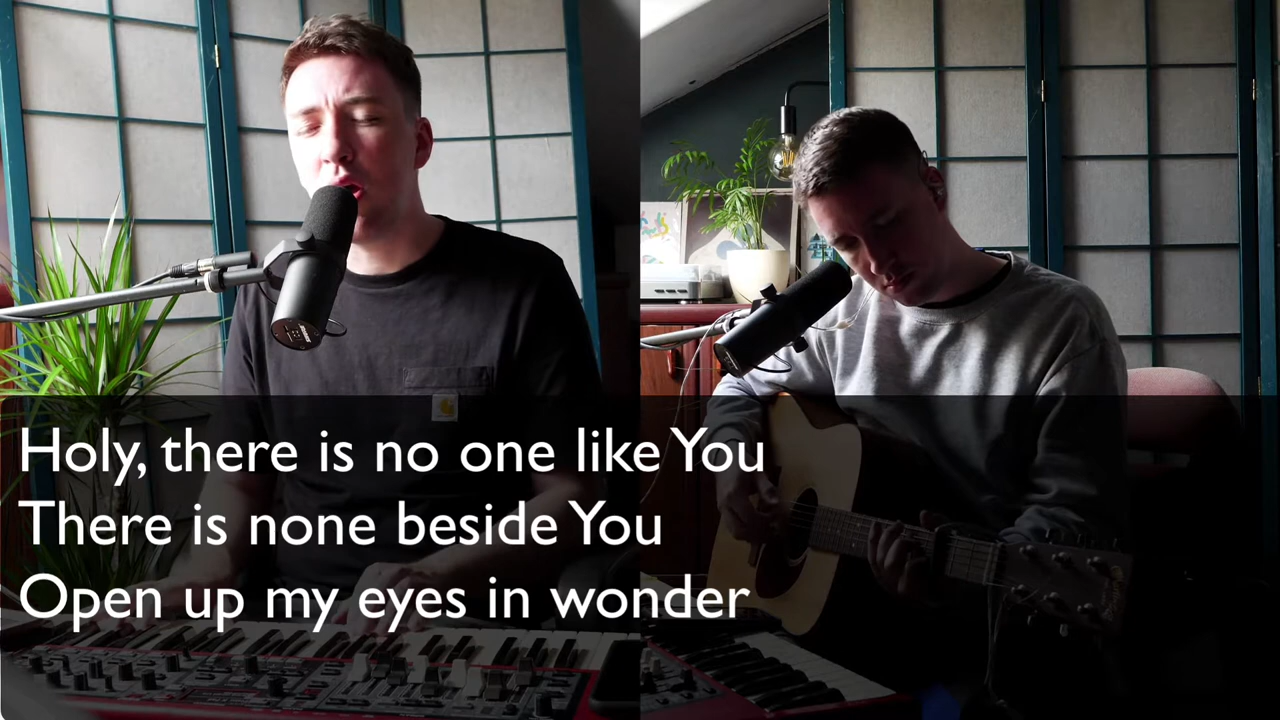 Holy, there is no one like You
There is none beside You
Open up my eyes in wonder